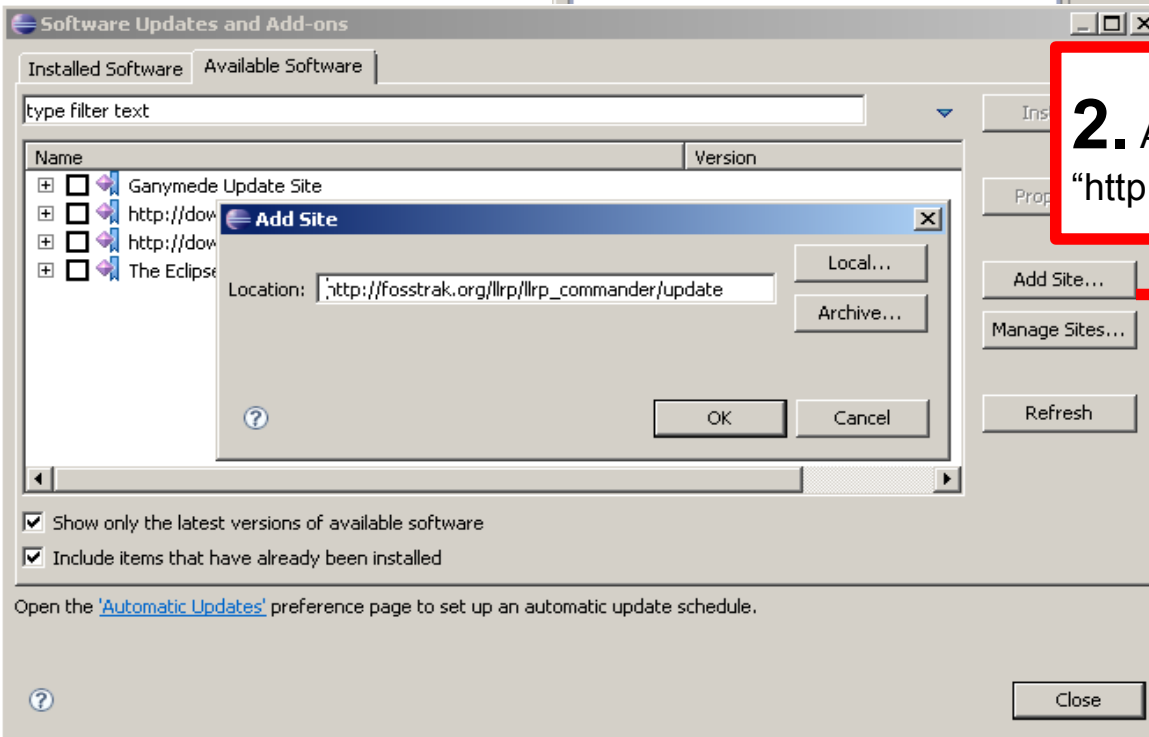 Software Updates and Add-ons
Installed Software Available Software
type filter text
Name Version
Ganymede Update Site
http://dow
http://dow
The Eclipse
Add Site
Location: http://fosstrak.org/llrp/llrp_commander/update
Local...
Archive...
OK Cancel
Ins
Prop
Add Site...
Manage Sites...
Refresh
2. A
“http
Show only the latest versions of available software
Include items that have already been installed
Open the 'Automatic Updates' preference page to set up an automatic update schedule.
Close